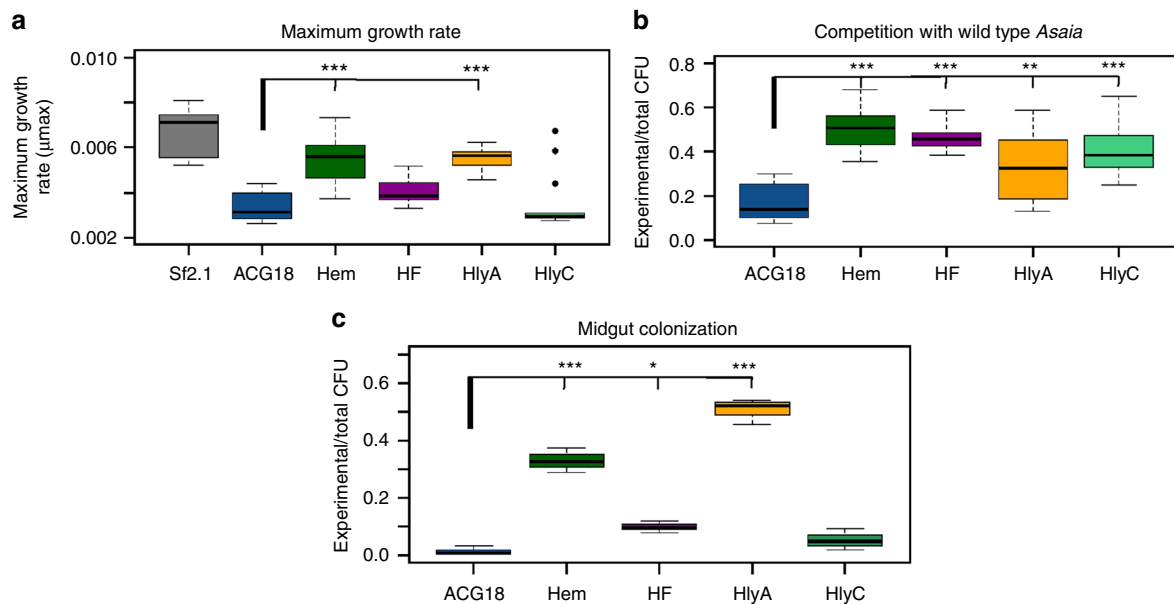 a
Maximum growth rate
Maximum growth
rate (μmax)
0.010
0.006
0.002
*** ***
Sf2.1 ACG18 Hem HF HlyA HlyC
b
Competition with wild type Asaia
Experimental/total CFU
0.8
0.6
0.4
0.2
0.0
*** *** ** ***
ACG18 Hem HF HlyA HlyC
c
Midgut colonization
Experimental/total CFU
0.6
0.4
0.2
0.0
*** * ***
ACG18 Hem HF HlyA HlyC